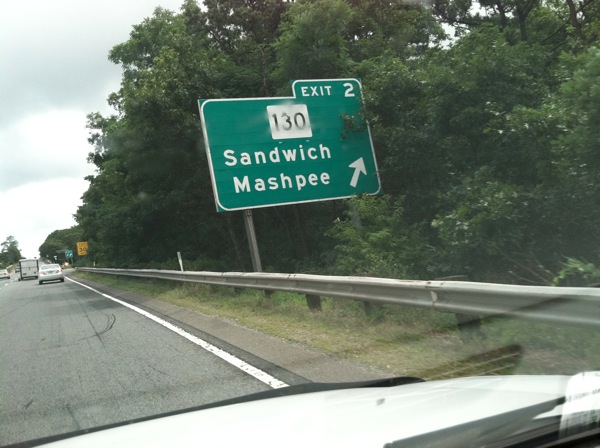 EXIT 2
130
Sandwich
Mashpee